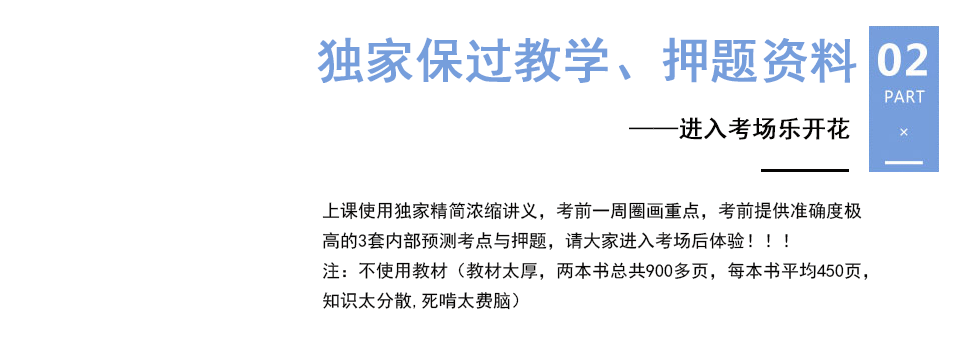 独家保过教学、押题资料
02
PART
×
——进入考场乐开花
上课使用独家精简浓缩讲义，考前一周圈画重点，考前提供准确度极
高的3套内部预测考点与押题，请大家进入考场后体验！！！
注：不使用教材（教材太厚，两本书总共900多页，每本书平均450页，
知识太分散,死啃太费脑）